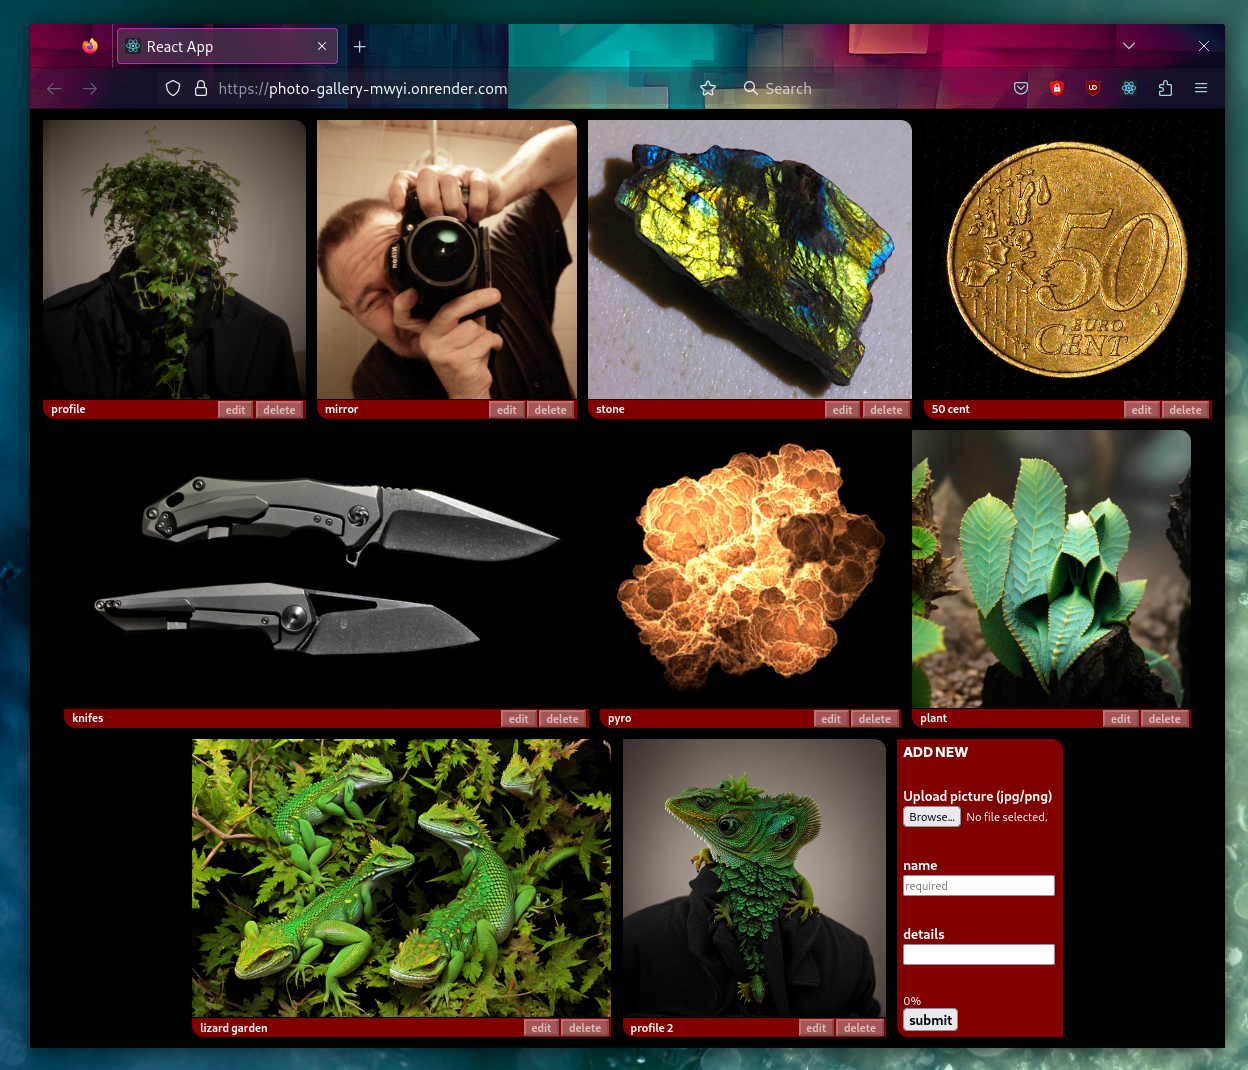 React App
https://photo-gallery-mwyi.onrender.com
Search
Nikon
50
EURO
CENT
profile edit delete
mirror edit delete
stone edit delete
50 cent edit delete
knifes edit delete
pyro edit delete
plant edit delete
ADD NEW
Upload picture (jpg/png)
Browse... No file selected.
name
required
details
0%
submit
lizard garden edit delete
profile 2 edit delete